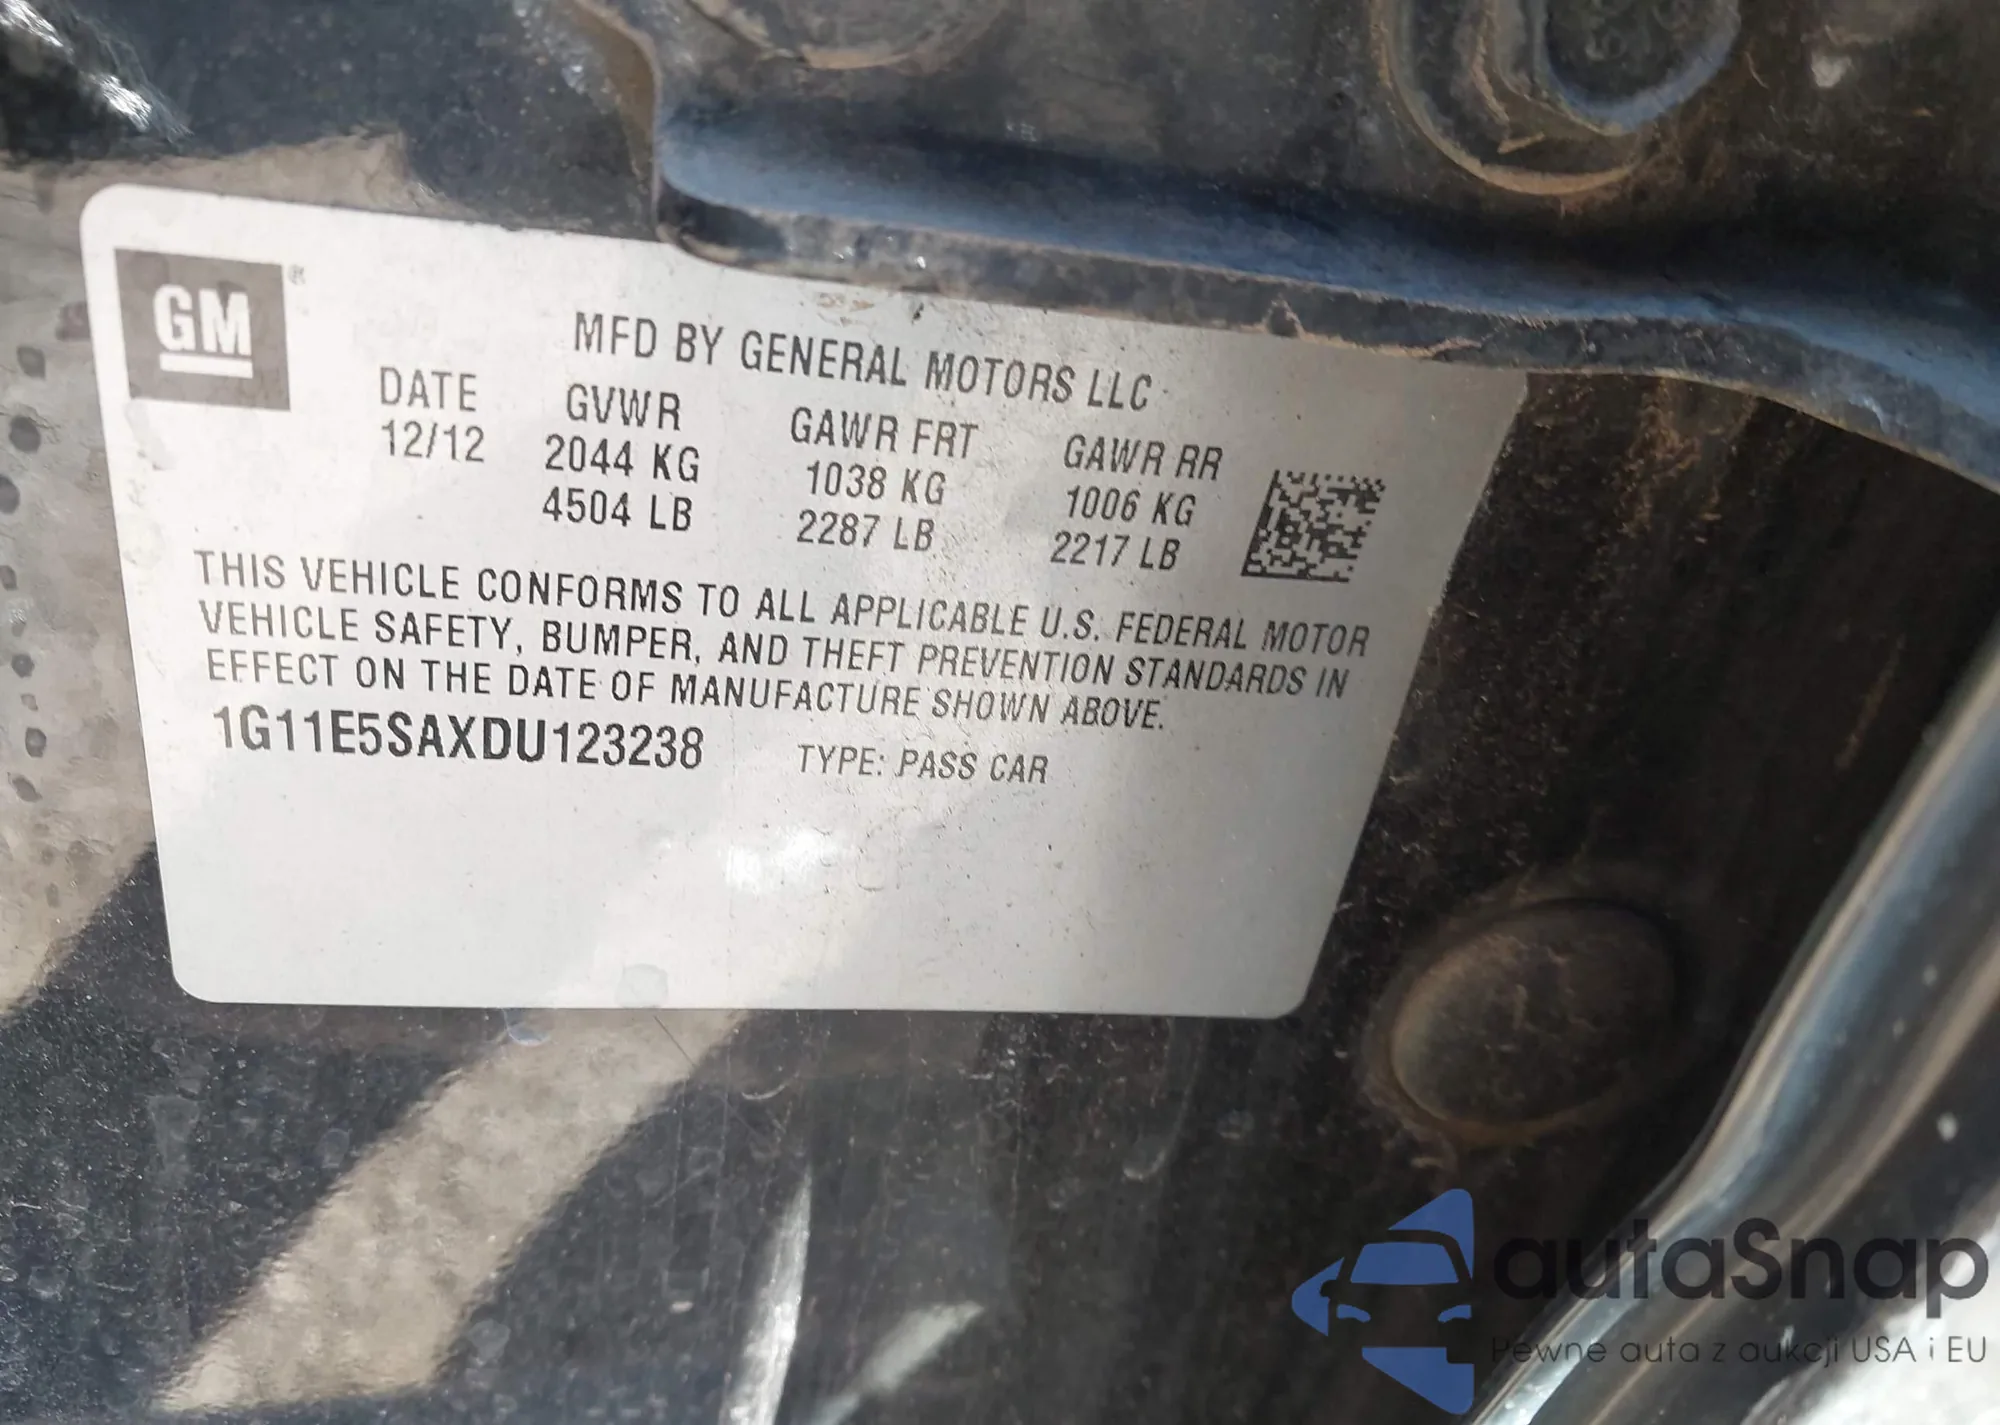 GM®
MFD BY GENERAL MOTORS LLC
DATE GVWR GAWR FRT GAWR RR
12/12 2044 KG 1038 KG 1006 KG
4504 LB 2287 LB 2217 LB
THIS VEHICLE CONFORMS TO ALL APPLICABLE U.S. FEDERAL MOTOR
VEHICLE SAFETY, BUMPER, AND THEFT PREVENTION STANDARDS IN
EFFECT ON THE DATE OF MANUFACTURE SHOWN ABOVE.
1G11E5SAXDU123238 TYPE: PASS CAR
autaSnap
Pewne auta z aukcji USA i EU